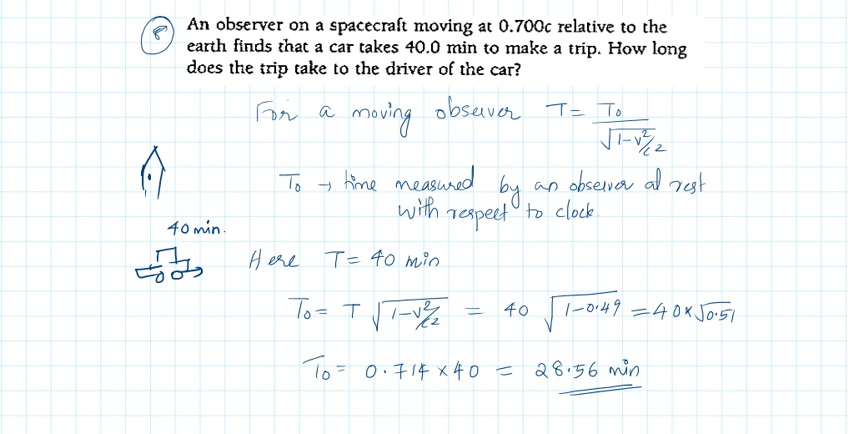 8
An observer on a spacecraft moving at 0.700c relative to the
earth finds that a car takes 40.0 min to make a trip. How long
does the trip take to the driver of the car?
For a moving observer T = T₀ / √(1-v²/c²)
T₀ → time measured by an observer at rest
with respect to clock.
40 min.
Here T = 40 min
T₀ = T √(1-v²/c²) = 40 √(1-0.49) = 40 × √0.51
T₀ = 0.714 × 40 = 28.56 min